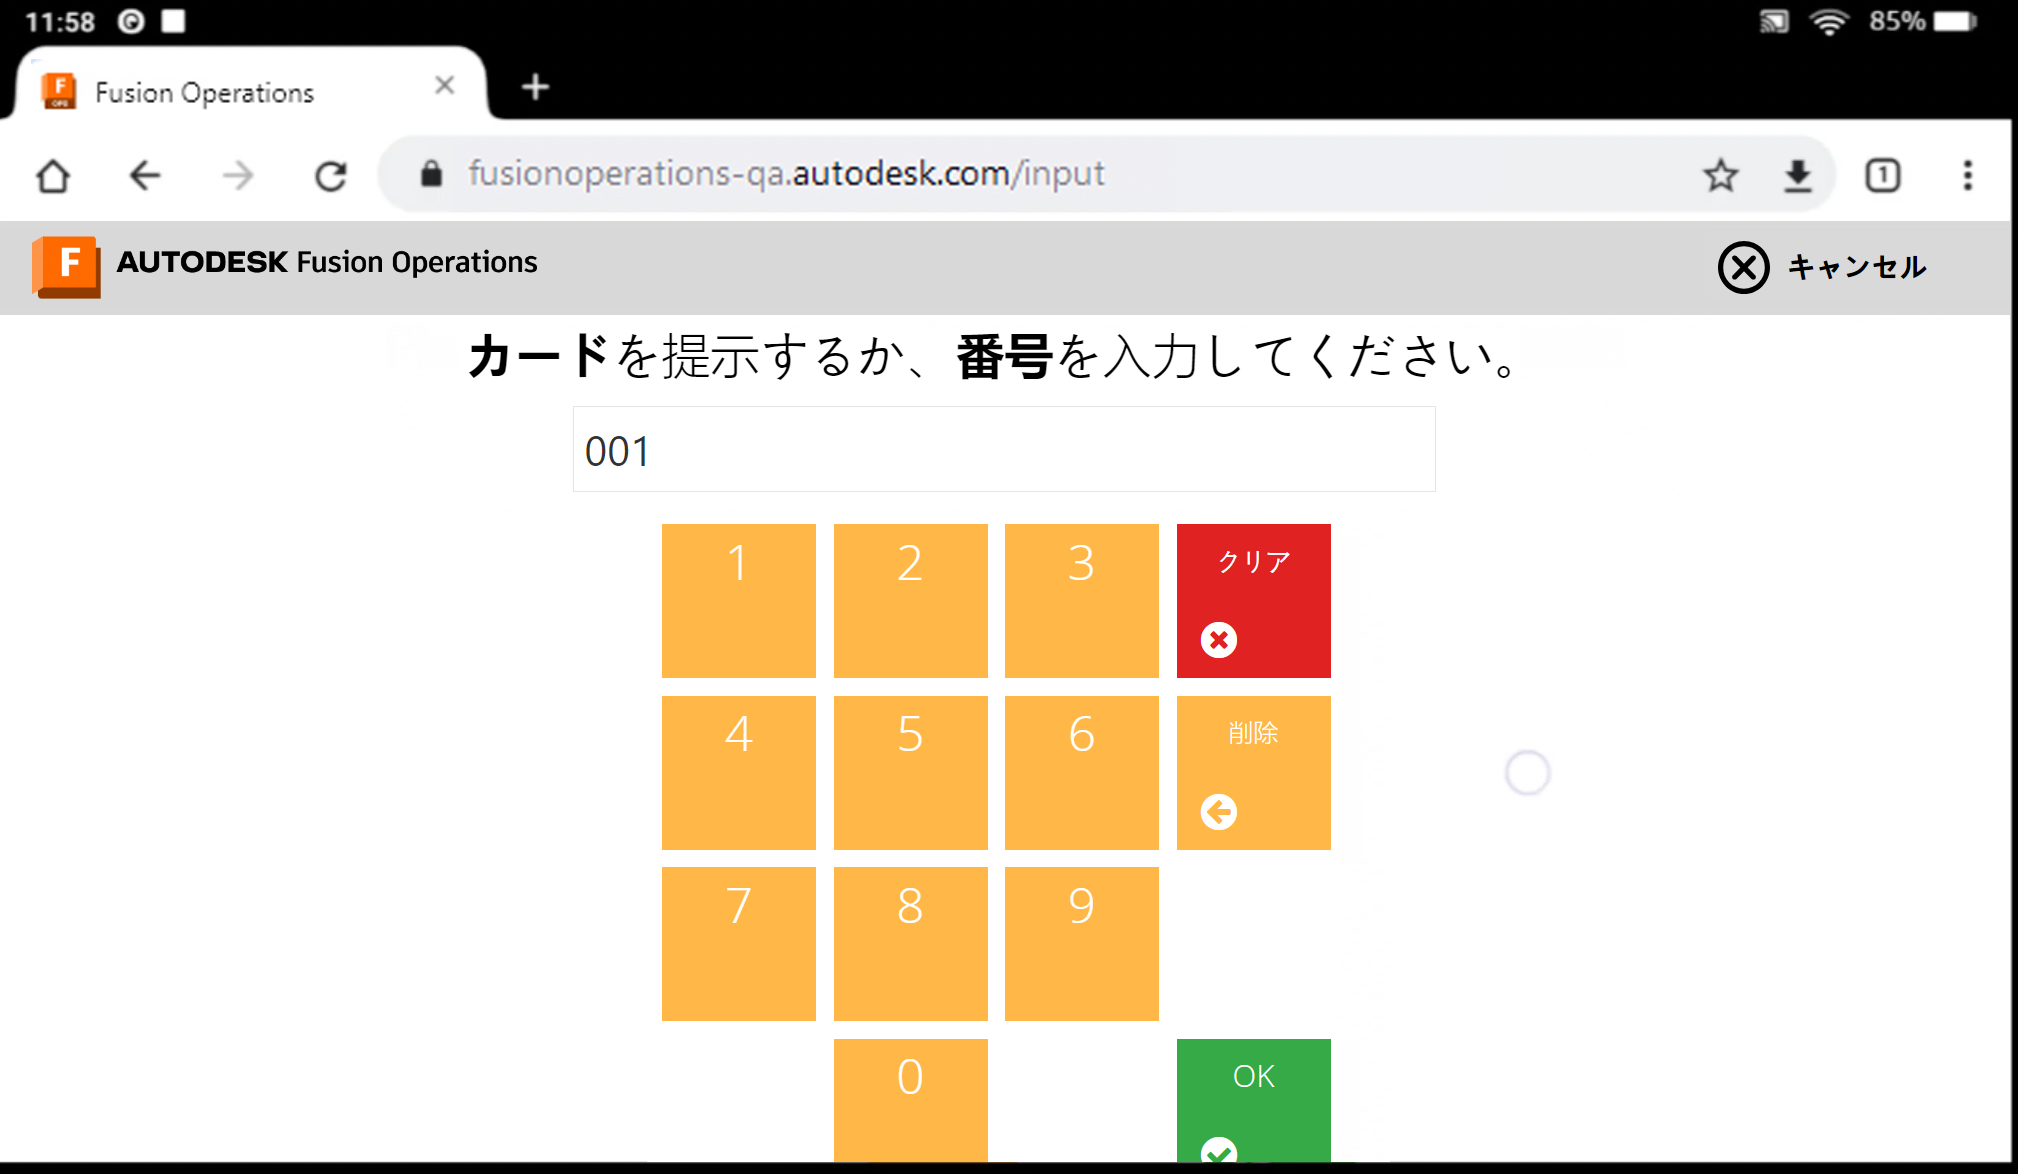 11:58
85%
Fusion Operations
fusionoperations-qa.autodesk.com/input
1
F AUTODESK Fusion Operations
キャンセル
カードを提示するか、番号を入力してください。
001
1 2 3 クリア
4 5 6 削除
7 8 9
0 OK